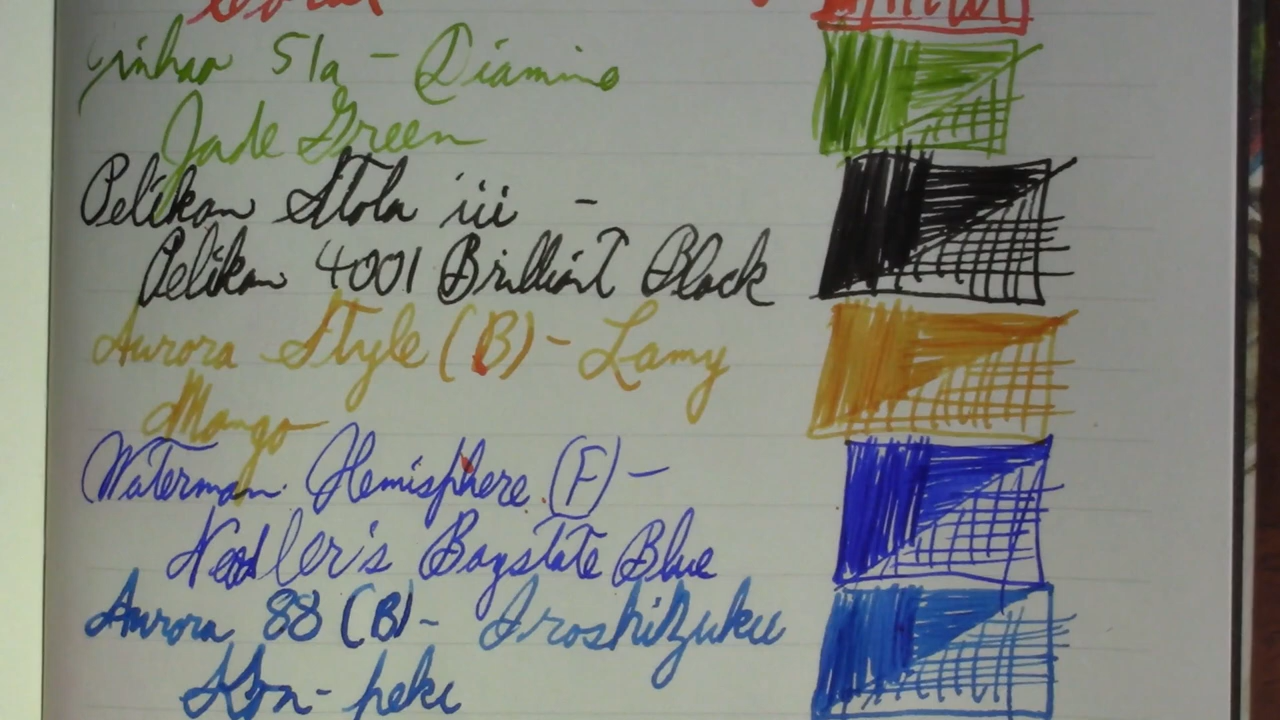 Coral
Jinhao 51a - Diamine
Jade Green
Pelikan Stola iii -
Pelikan 4001 Brilliant Black
Aurora Style (B) - Lamy
Mango
Waterman Hemisphere (F) -
Noodler's Baystate Blue
Aurora 88 (B) - Iroshizuku
Kon-peki